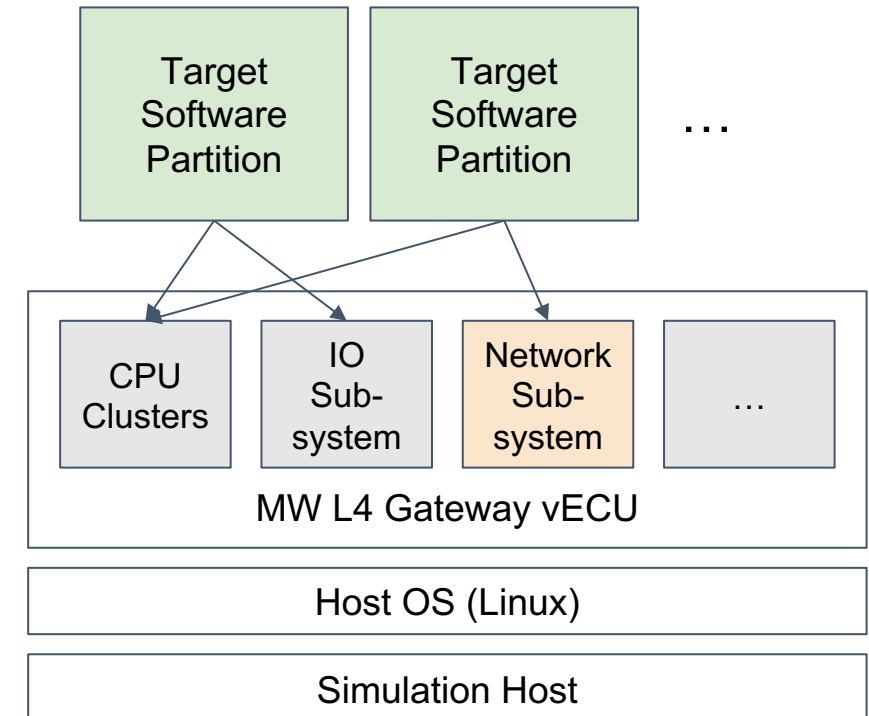 Target
Software
Partition
Target
Software
Partition
...
CPU
Clusters
IO
Sub-
system
Network
Sub-
system
...
MW L4 Gateway vECU
Host OS (Linux)
Simulation Host